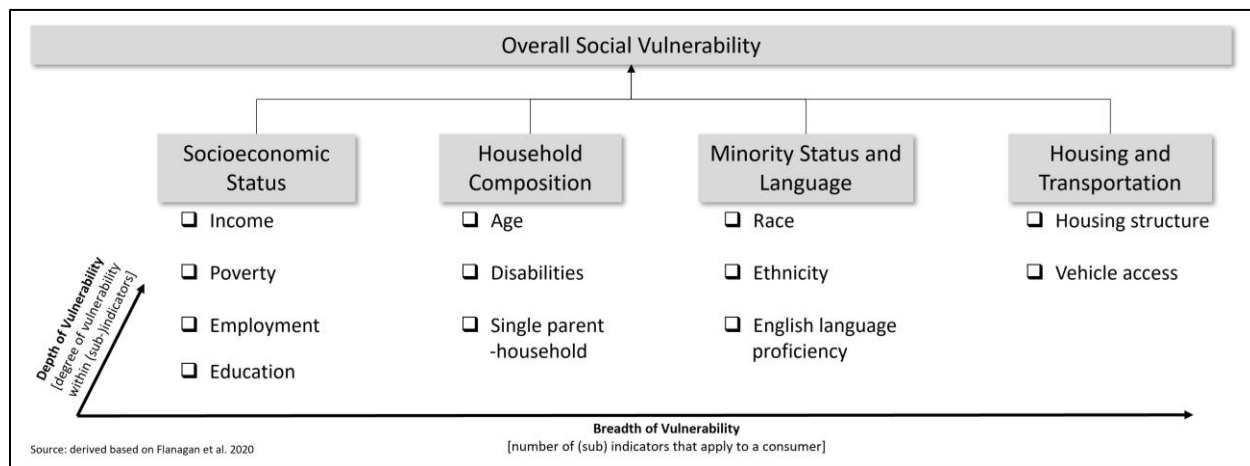 Overall Social Vulnerability
Socioeconomic
Status
Household
Composition
Minority Status and
Language
Housing and
Transportation
❑ Income
❑ Poverty
❑ Employment
❑ Education
❑ Age
❑ Disabilities
❑ Single parent
-household
❑ Race
❑ Ethnicity
❑ English language
proficiency
❑ Housing structure
❑ Vehicle access
Depth of Vulnerability
[degree of vulnerability
within (sub-)indicators]
Breadth of Vulnerability
[number of (sub) indicators that apply to a consumer]
Source: derived based on Flanagan et al. 2020